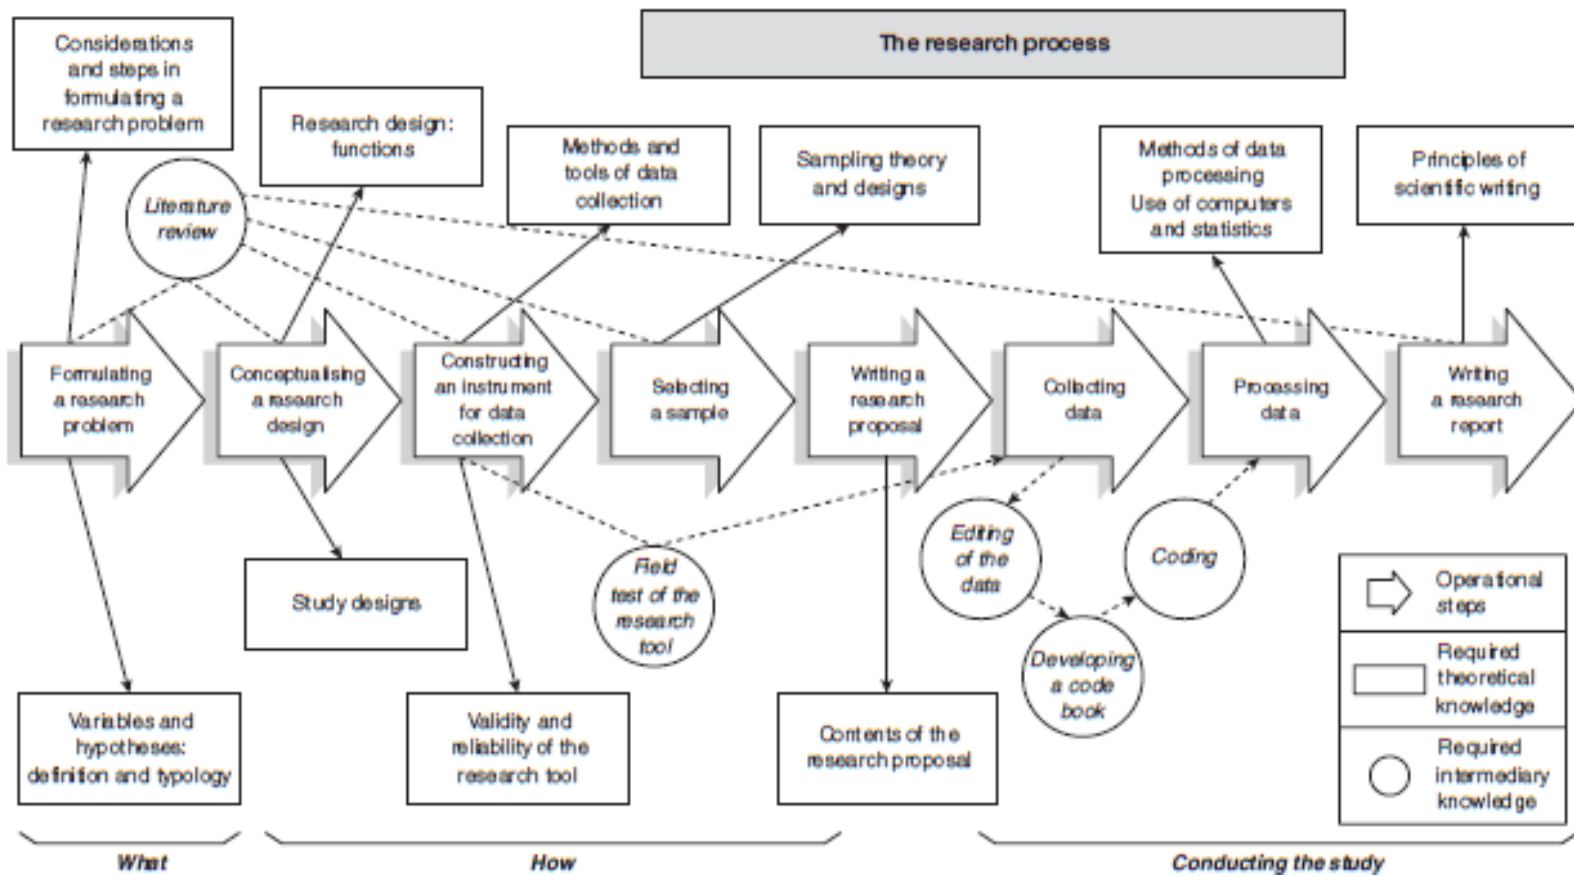 The research process
Considerations
and steps in
formulating a
research problem
Research design:
functions
Methods and
tools of data
collection
Sampling theory
and designs
Methods of data
processing
Use of computers
and statistics
Principles of
scientific writing
Literature
review
Formulating
a research
problem
Conceptualising
a research
design
Constructing
an instrument
for data
collection
Selecting
a sample
Writing a
research
proposal
Collecting
data
Processing
data
Writing
a research
report
Study designs
Field
test of the
research
tool
Editing
of the
data
Developing
a code
book
Coding
Variables and
hypotheses:
definition and typology
Validity and
reliability of the
research tool
Contents of the
research proposal
Operational
steps
Required
theoretical
knowledge
Required
intermediary
knowledge
What
How
Conducting the study